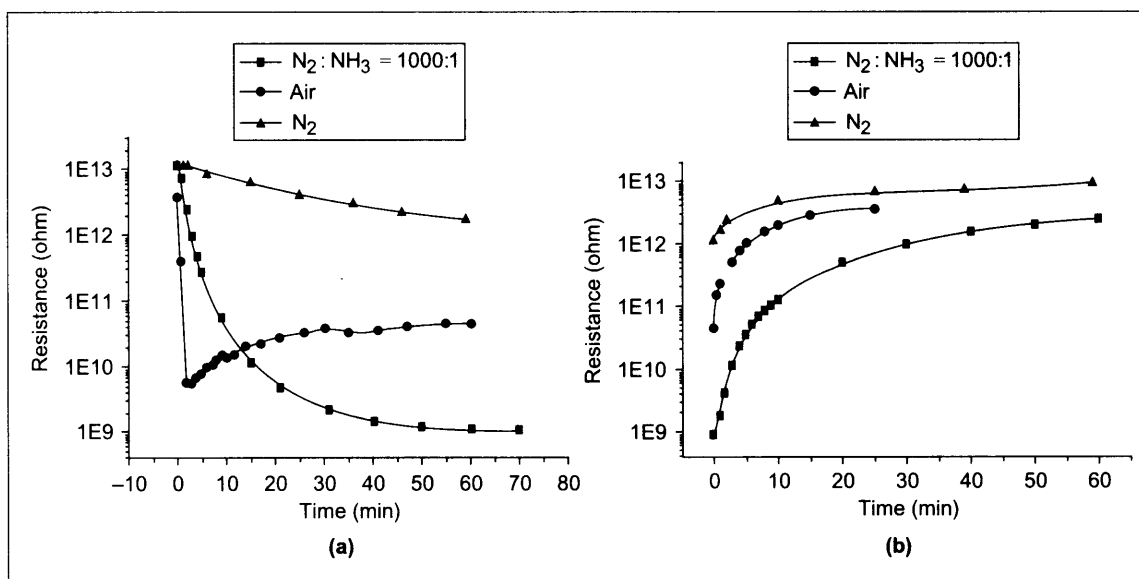 N2 : NH3 = 1000:1
Air
N2
1E13
1E12
1E11
1E10
1E9
Resistance (ohm)
–10 0 10 20 30 40 50 60 70 80
Time (min)
(a)
N2 : NH3 = 1000:1
Air
N2
1E13
1E12
1E11
1E10
1E9
Resistance (ohm)
0 10 20 30 40 50 60
Time (min)
(b)